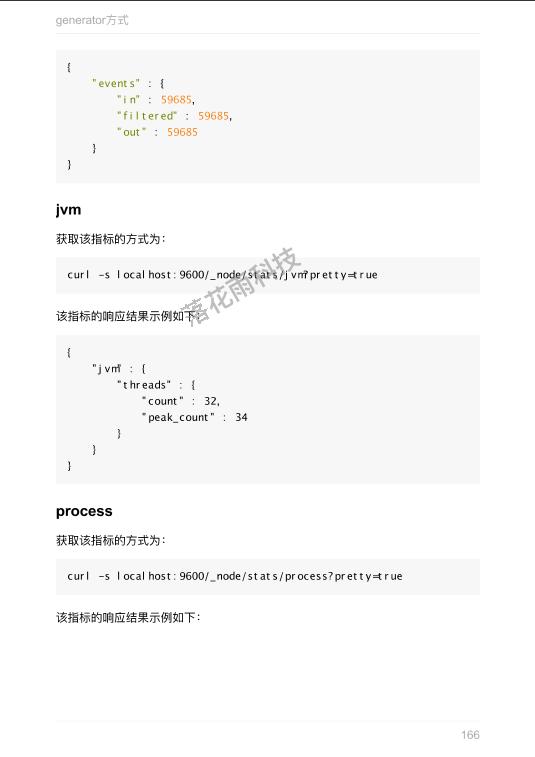 generator方式
{
"events" : {
"in" : 59685,
"filtered" : 59685,
"out" : 59685
}
}
jvm
获取该指标的方式为：
curl -s localhost:9600/_node/stats/jvm?pretty=true
落花雨科技
该指标的响应结果示例如下：
{
"jvm" : {
"threads" : {
"count" : 32,
"peak_count" : 34
}
}
}
process
获取该指标的方式为：
curl -s localhost:9600/_node/stats/process?pretty=true
该指标的响应结果示例如下：
166